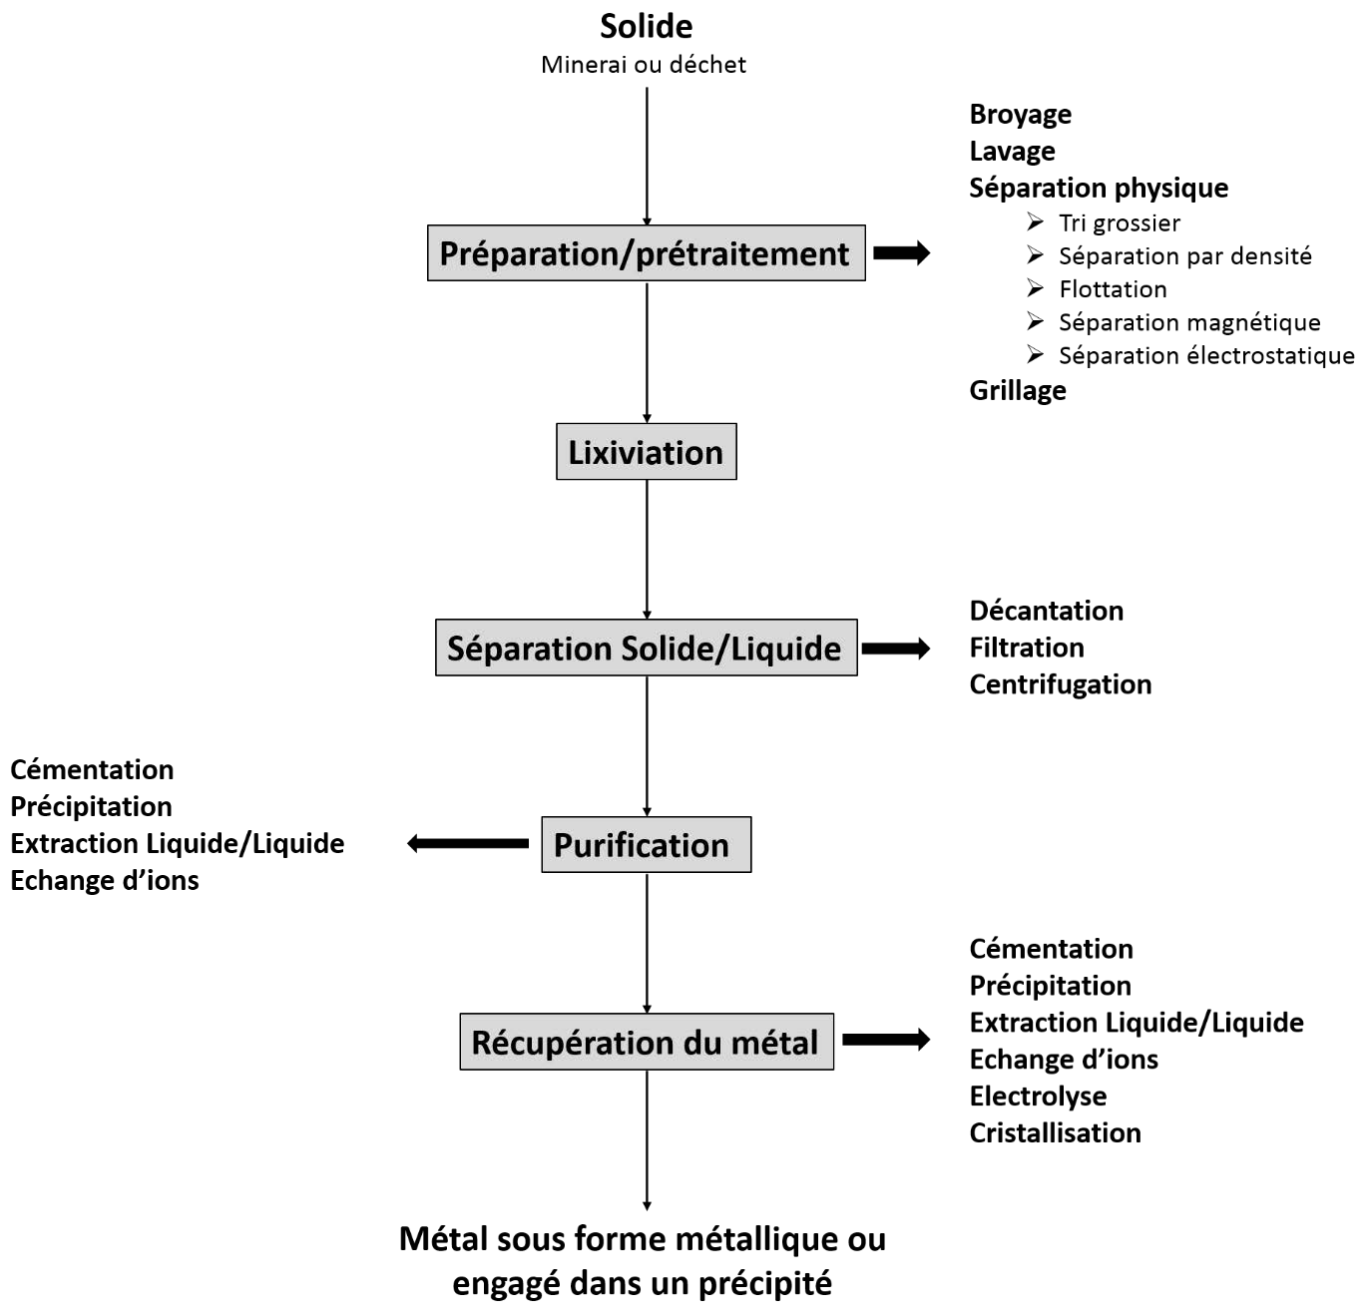 Solide
Minerai ou déchet
Broyage
Lavage
Séparation physique
➢ Tri grossier
➢ Séparation par densité
➢ Flottation
➢ Séparation magnétique
➢ Séparation électrostatique
Grillage
Préparation/prétraitement
Lixiviation
Séparation Solide/Liquide
Décantation
Filtration
Centrifugation
Cémentation
Précipitation
Extraction Liquide/Liquide
Echange d’ions
Purification
Récupération du métal
Cémentation
Précipitation
Extraction Liquide/Liquide
Echange d’ions
Electrolyse
Cristallisation
Métal sous forme métallique ou
engagé dans un précipité